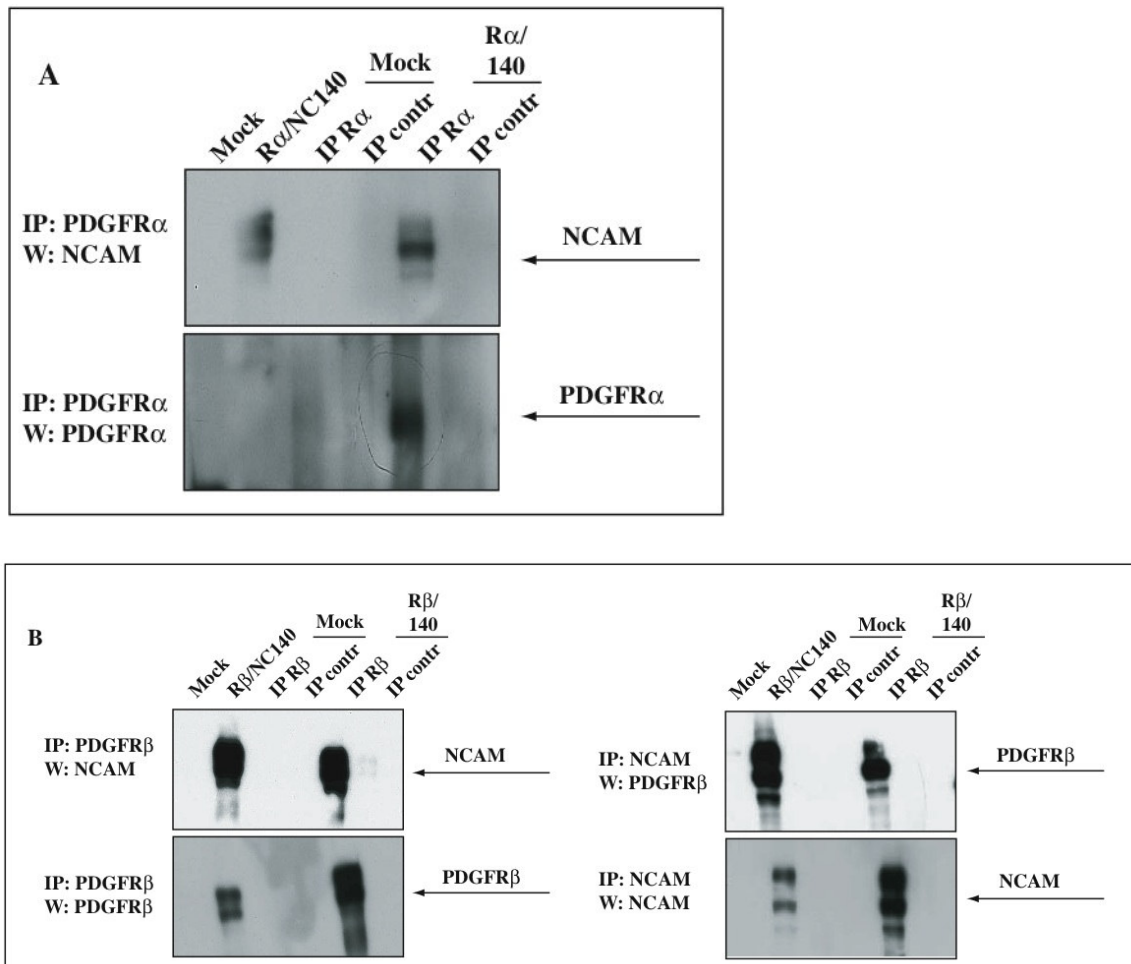 A
Rα/
140
Mock
Mock
Rα/NC140
IP Rα
IP contr
IP Rα
IP contr
IP: PDGFRα
W: NCAM
NCAM
IP: PDGFRα
W: PDGFRα
PDGFRα
B
Rβ/
140
Mock
Mock
Rβ/NC140
IP Rβ
IP contr
IP Rβ
IP contr
IP: PDGFRβ
W: NCAM
NCAM
IP: PDGFRβ
W: PDGFRβ
PDGFRβ
Rβ/
140
Mock
Mock
Rβ/NC140
IP Rβ
IP contr
IP Rβ
IP contr
IP: NCAM
W: PDGFRβ
PDGFRβ
IP: NCAM
W: NCAM
NCAM